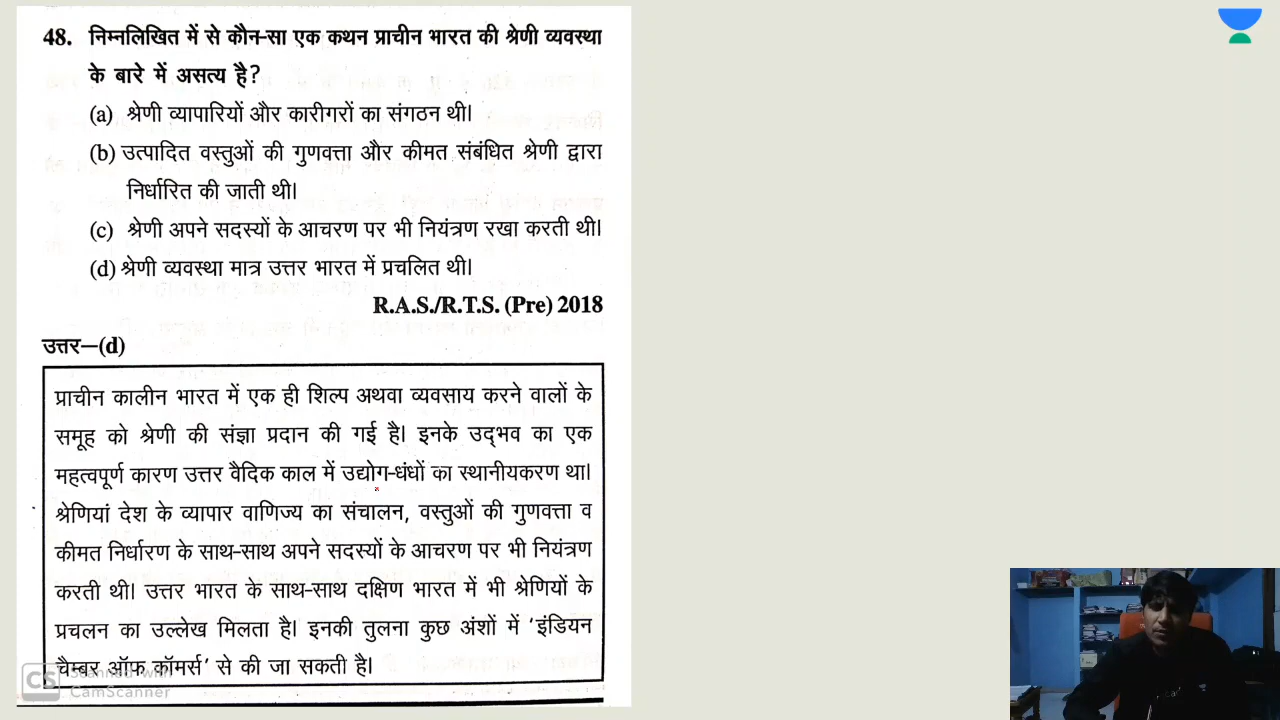 48. निम्नलिखित में से कौन-सा एक कथन प्राचीन भारत की श्रेणी व्यवस्था
के बारे में असत्य है?
(a) श्रेणी व्यापारियों और कारीगरों का संगठन थी।
(b) उत्पादित वस्तुओं की गुणवत्ता और कीमत संबंधित श्रेणी द्वारा
निर्धारित की जाती थी।
(c) श्रेणी अपने सदस्यों के आचरण पर भी नियंत्रण रखा करती थी।
(d) श्रेणी व्यवस्था मात्र उत्तर भारत में प्रचलित थी।
R.A.S./R.T.S. (Pre) 2018
उत्तर—(d)
प्राचीन कालीन भारत में एक ही शिल्प अथवा व्यवसाय करने वालों के
समूह को श्रेणी की संज्ञा प्रदान की गई है। इनके उद्भव का एक
महत्वपूर्ण कारण उत्तर वैदिक काल में उद्योग-धंधों का स्थानीयकरण था।
श्रेणियां देश के व्यापार वाणिज्य का संचालन, वस्तुओं की गुणवत्ता व
कीमत निर्धारण के साथ-साथ अपने सदस्यों के आचरण पर भी नियंत्रण
करती थी। उत्तर भारत के साथ-साथ दक्षिण भारत में भी श्रेणियों के
प्रचलन का उल्लेख मिलता है। इनकी तुलना कुछ अंशों में 'इंडियन
चैम्बर ऑफ कॉमर्स' से की जा सकती है।
CS Scanned with
CamScanner